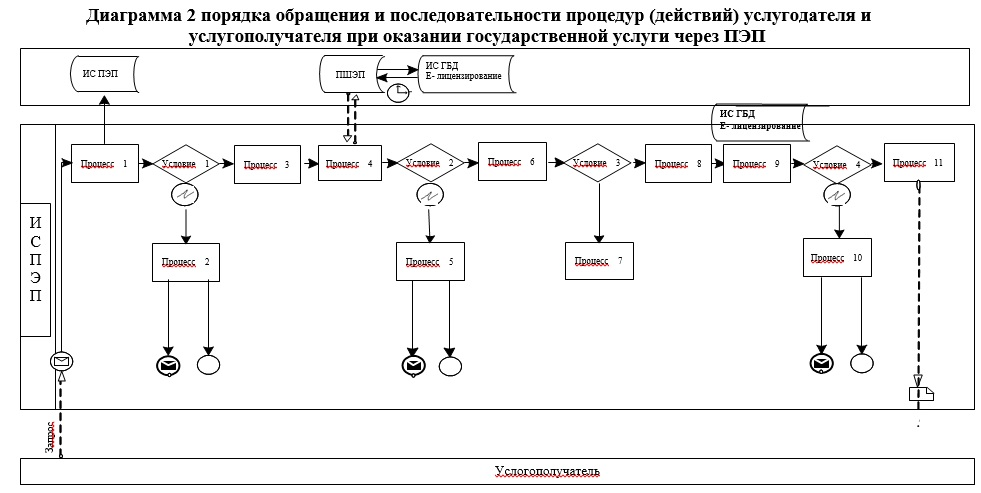 Диаграмма 2 порядка обращения и последовательности процедур (действий) услугодателя и
услугополучателя при оказании государственной услуги через ПЭП
ИС ПЭП
ПШЭП
ИС ГБД
Е- лицензирование
ИС ГБД
Е- лицензирование
Процесс 1
Условие 1
Процесс 3
Процесс 4
Условие 2
Процесс 6
Условие 3
Процесс 8
Процесс 9
Условие 4
Процесс 11
Процесс 2
Процесс 5
Процесс 7
Процесс 10
И
С
П
Э
П
Запрос
Услогополучатель